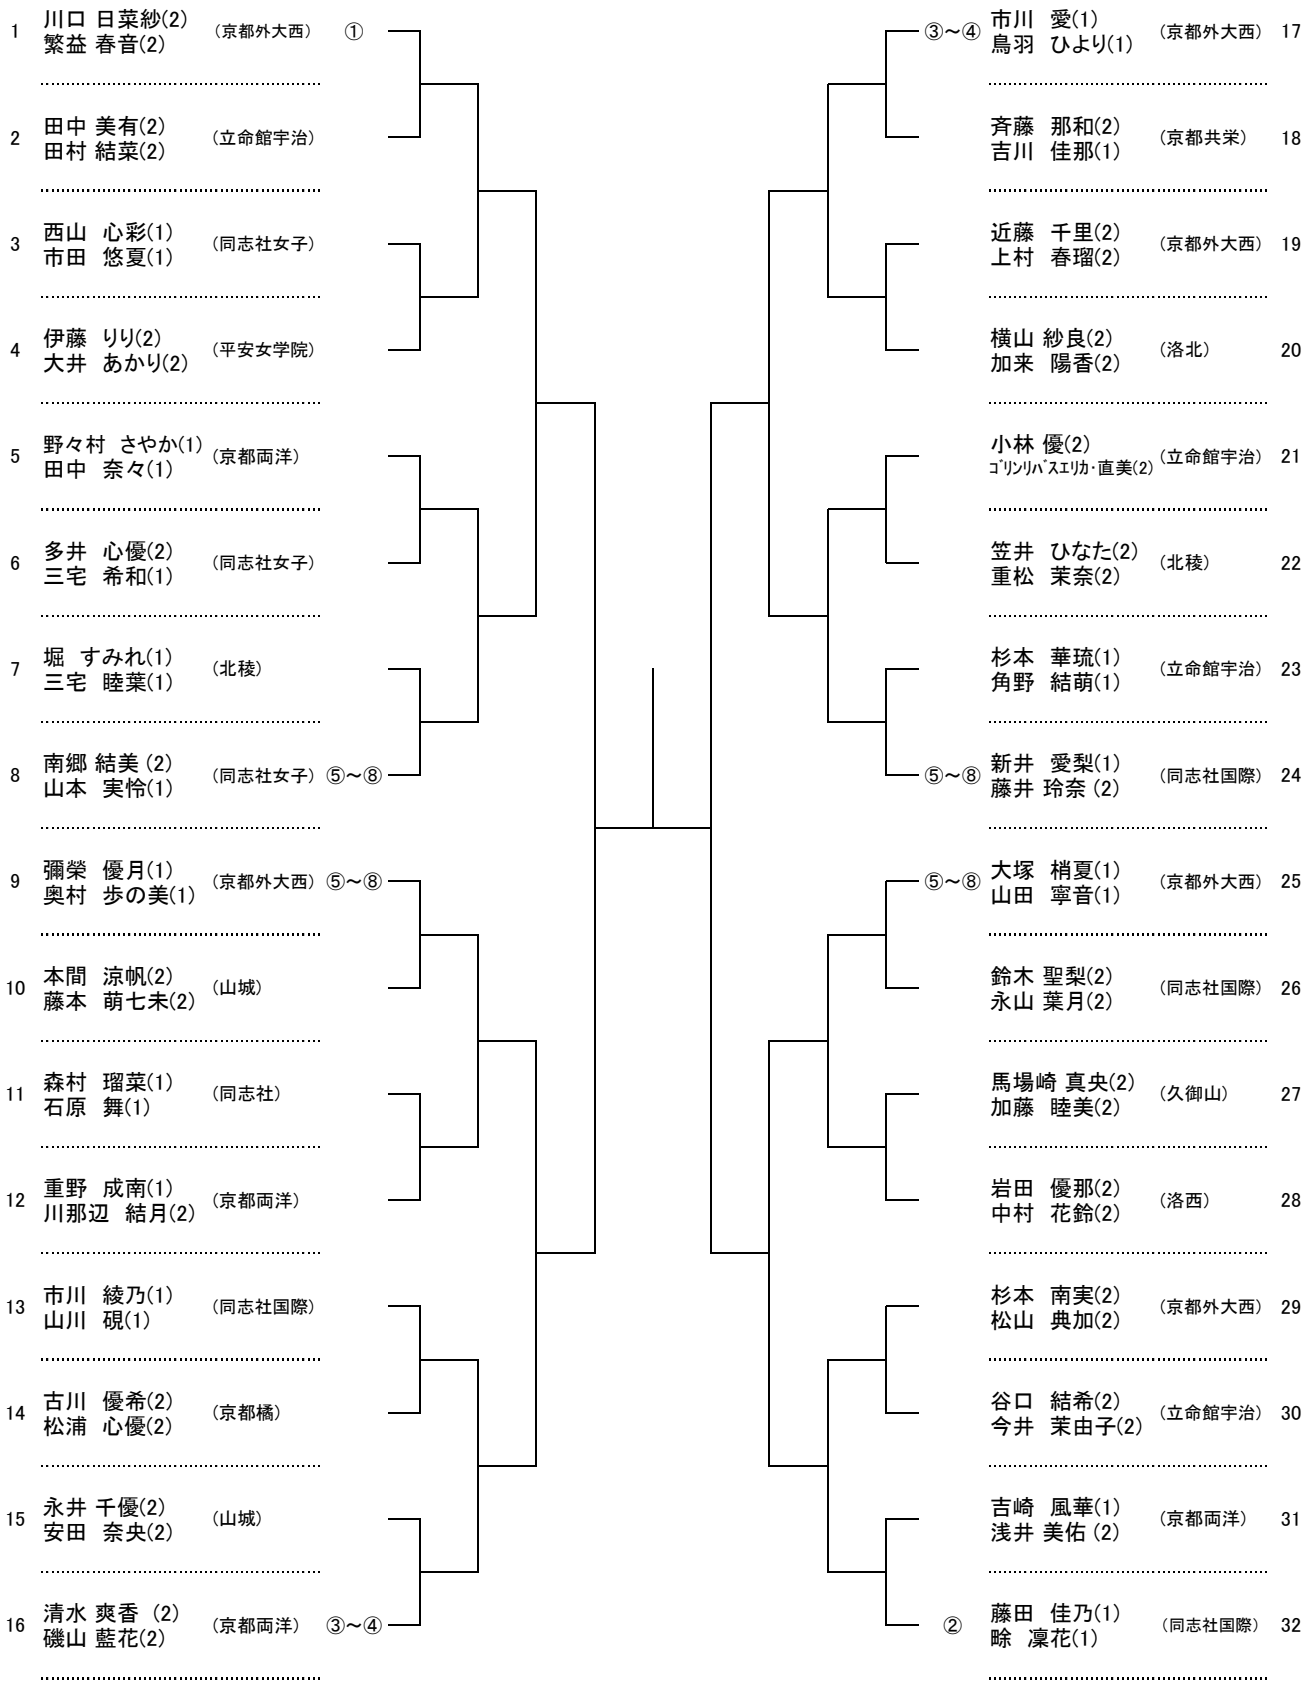 1 川口 日菜紗(2) (京都外大西) ①
繁益 春音(2)
2 田中 美有(2) (立命館宇治)
田村 結菜(2)
3 西山 心彩(1) (同志社女子)
市田 悠夏(1)
4 伊藤 りり(2) (平安女学院)
大井 あかり(2)
5 野々村 さやか(1) (京都両洋)
田中 奈々(1)
6 多井 心優(2) (同志社女子)
三宅 希和(1)
7 堀 すみれ(1) (北稜)
三宅 睦葉(1)
8 南郷 結美 (2) (同志社女子) ⑤～⑧
山本 実怜(1)
9 彌榮 優月(1) (京都外大西) ⑤～⑧
奥村 歩の美(1)
10 本間 涼帆(2) (山城)
藤本 萌七未(2)
11 森村 瑠菜(1) (同志社)
石原 舞(1)
12 重野 成南(1) (京都両洋)
川那辺 結月(2)
13 市川 綾乃(1) (同志社国際)
山川 硯(1)
14 古川 優希(2) (京都橘)
松浦 心優(2)
15 永井 千優(2) (山城)
安田 奈央(2)
16 清水 爽香 (2) (京都両洋) ③～④
磯山 藍花(2)
③～④ 市川 愛(1) (京都外大西) 17
鳥羽 ひより(1)
斉藤 那和(2) (京都共栄) 18
吉川 佳那(1)
近藤 千里(2) (京都外大西) 19
上村 春瑠(2)
横山 紗良(2) (洛北) 20
加来 陽香(2)
小林 優(2) (立命館宇治) 21
ｺﾞﾘﾝﾘﾊﾞｽｴﾘｶ･直美(2)
笠井 ひなた(2) (北稜) 22
重松 茉奈(2)
杉本 華琉(1) (立命館宇治) 23
角野 結萌(1)
⑤～⑧ 新井 愛梨(1) (同志社国際) 24
藤井 玲奈 (2)
⑤～⑧ 大塚 梢夏(1) (京都外大西) 25
山田 寧音(1)
鈴木 聖梨(2) (同志社国際) 26
永山 葉月(2)
馬場崎 真央(2) (久御山) 27
加藤 睦美(2)
岩田 優那(2) (洛西) 28
中村 花鈴(2)
杉本 南実(2) (京都外大西) 29
松山 典加(2)
谷口 結希(2) (立命館宇治) 30
今井 茉由子(2)
吉崎 風華(1) (京都両洋) 31
浅井 美佑 (2)
② 藤田 佳乃(1) (同志社国際) 32
畭 凜花(1)